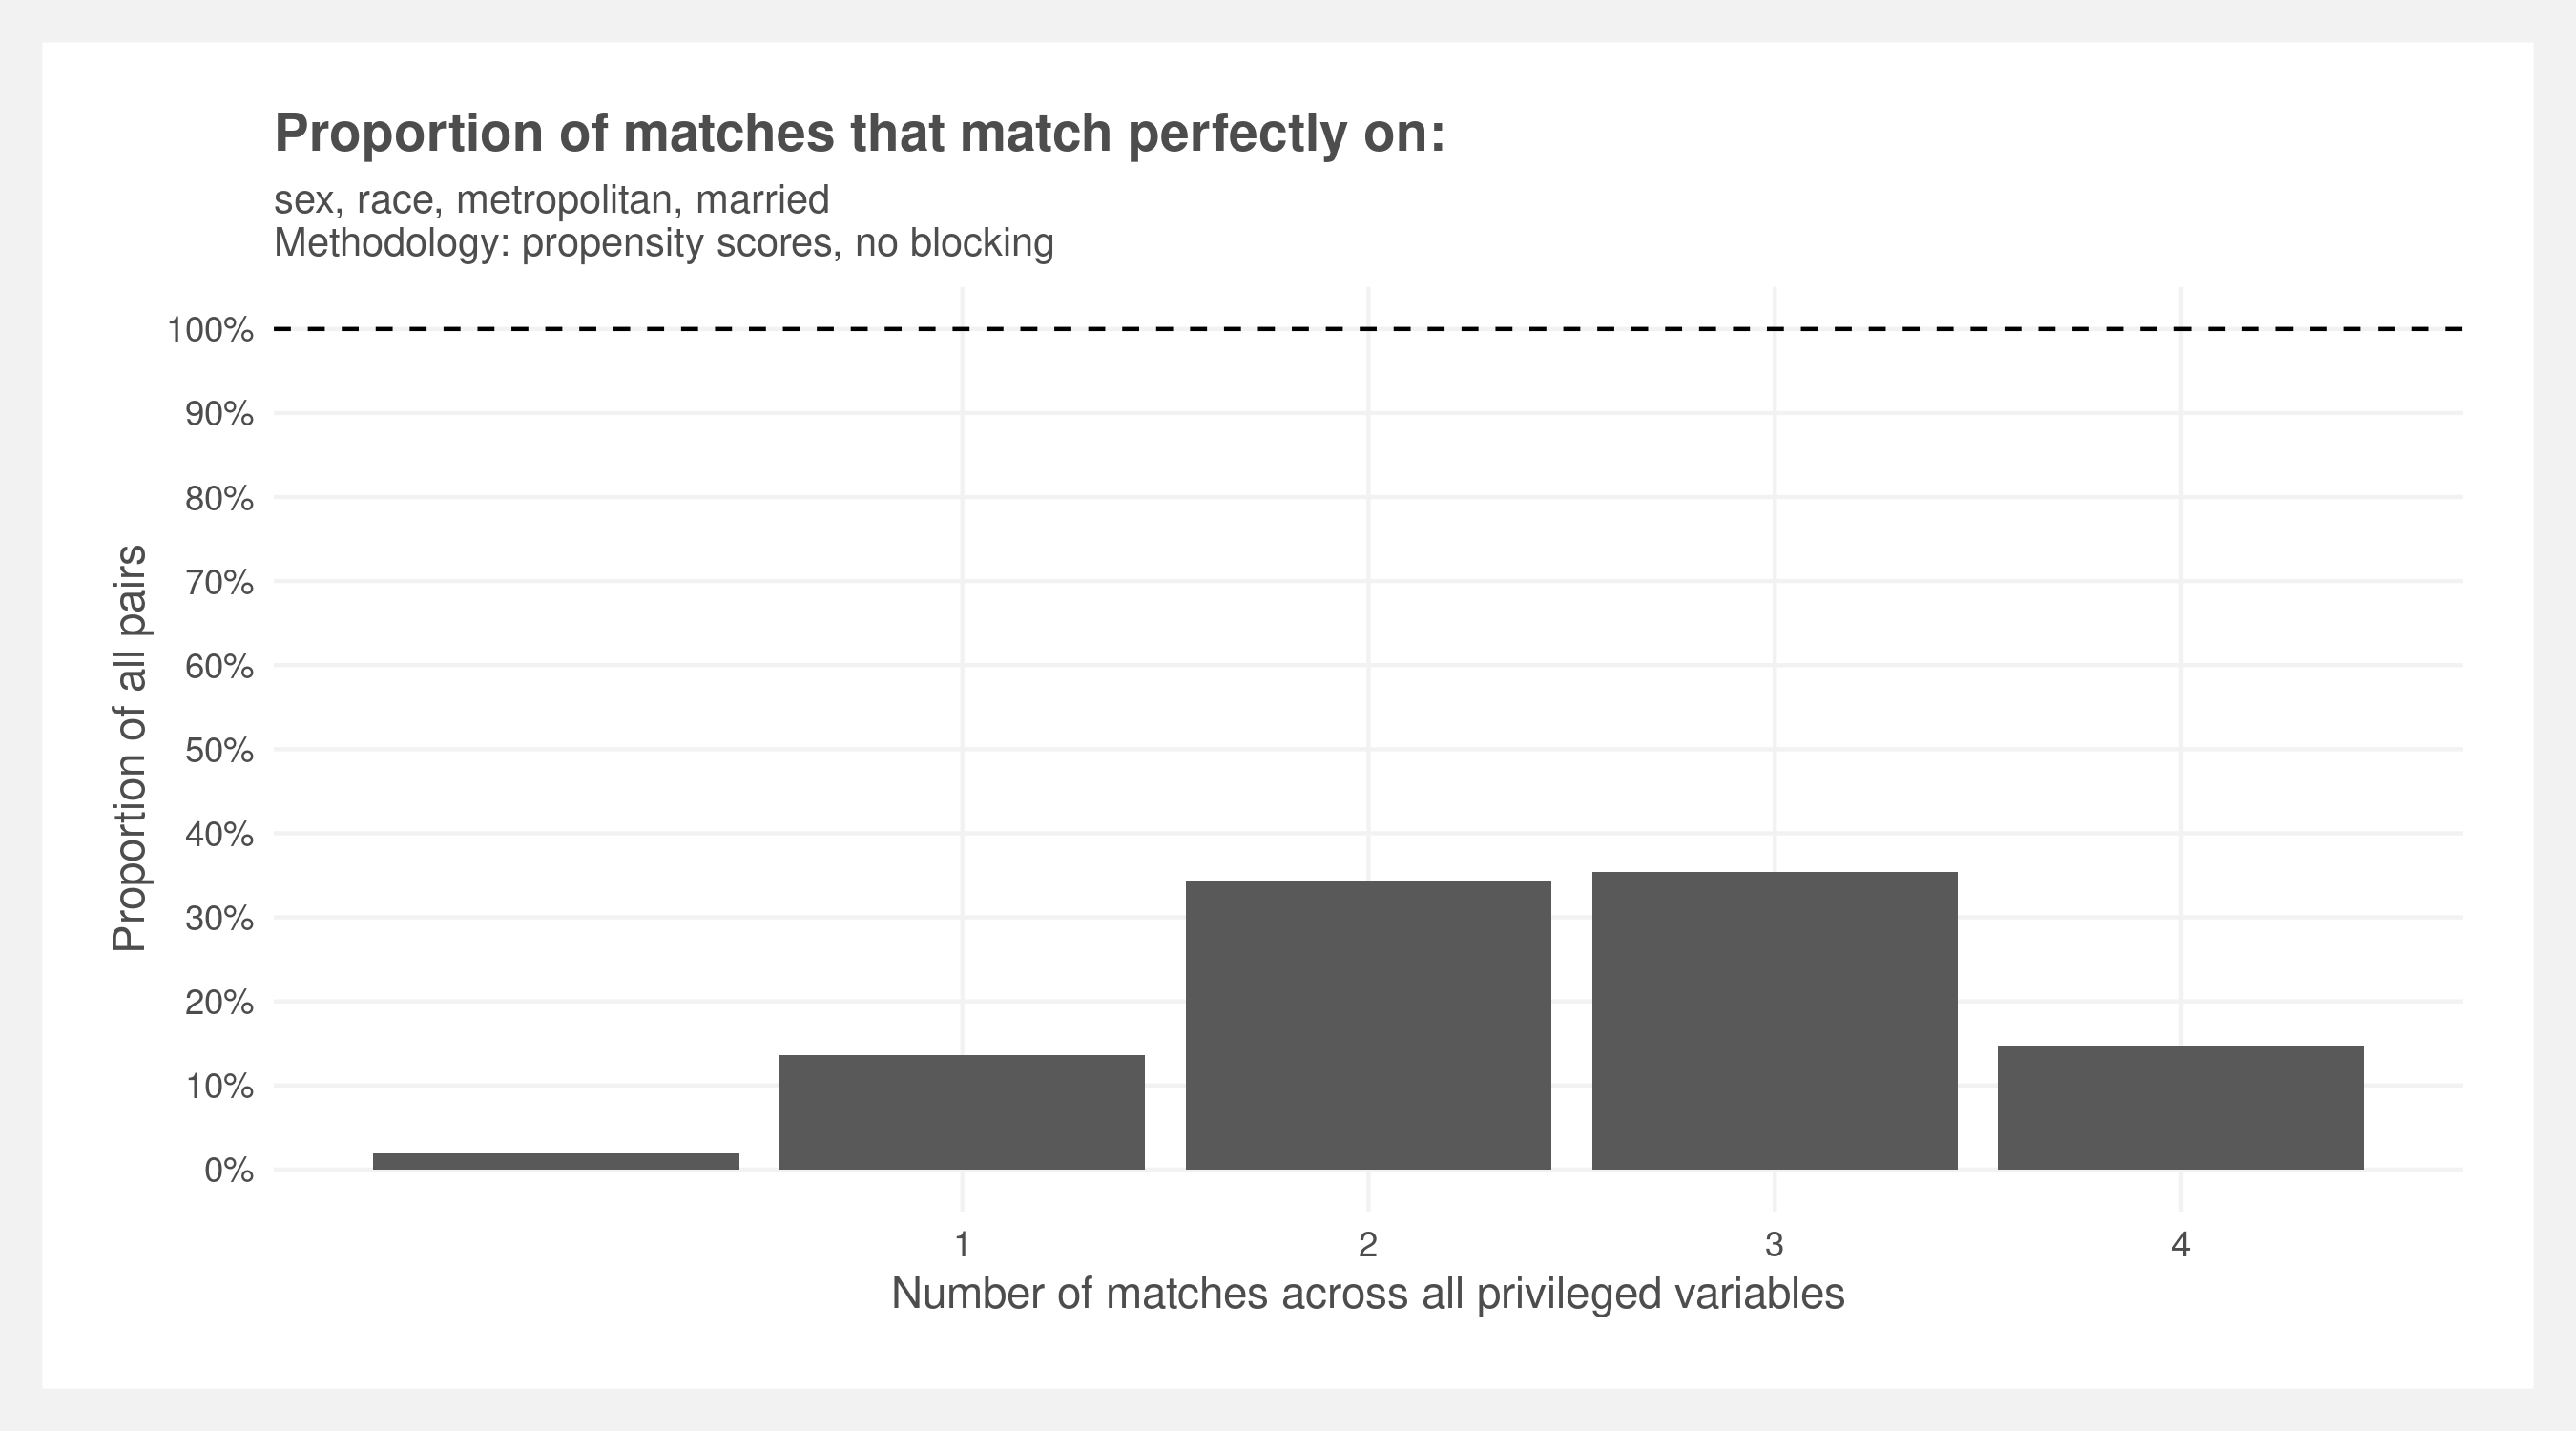 Proportion of matches that match perfectly on:
sex, race, metropolitan, married
Methodology: propensity scores, no blocking
Proportion of all pairs
100%
90%
80%
70%
60%
50%
40%
30%
20%
10%
0%
1 2 3 4
Number of matches across all privileged variables